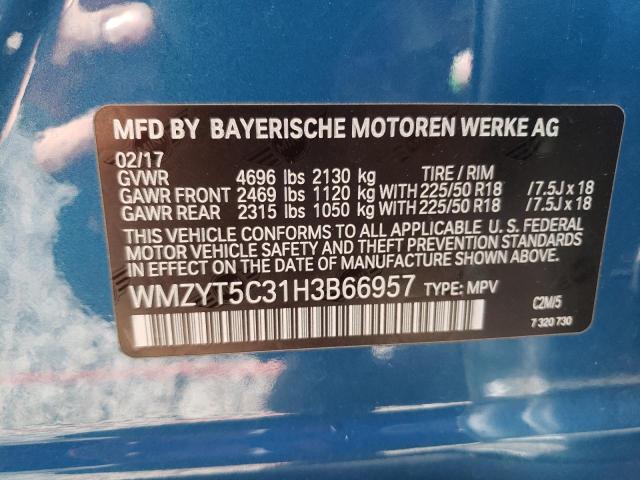 MFD BY BAYERISCHE MOTOREN WERKE AG
02/17
GVWR 4696 lbs 2130 kg TIRE / RIM
GAWR FRONT 2469 lbs 1120 kg WITH 225/50 R18 /7.5J x 18
GAWR REAR 2315 lbs 1050 kg WITH 225/50 R18 /7.5J x 18
THIS VEHICLE CONFORMS TO ALL APPLICABLE U. S. FEDERAL
MOTOR VEHICLE SAFETY AND THEFT PREVENTION STANDARDS
IN EFFECT ON THE DATE OF MANUFACTURE SHOWN ABOVE.
WMZYT5C31H3B66957 TYPE: MPV
C2M/5
7 320 730